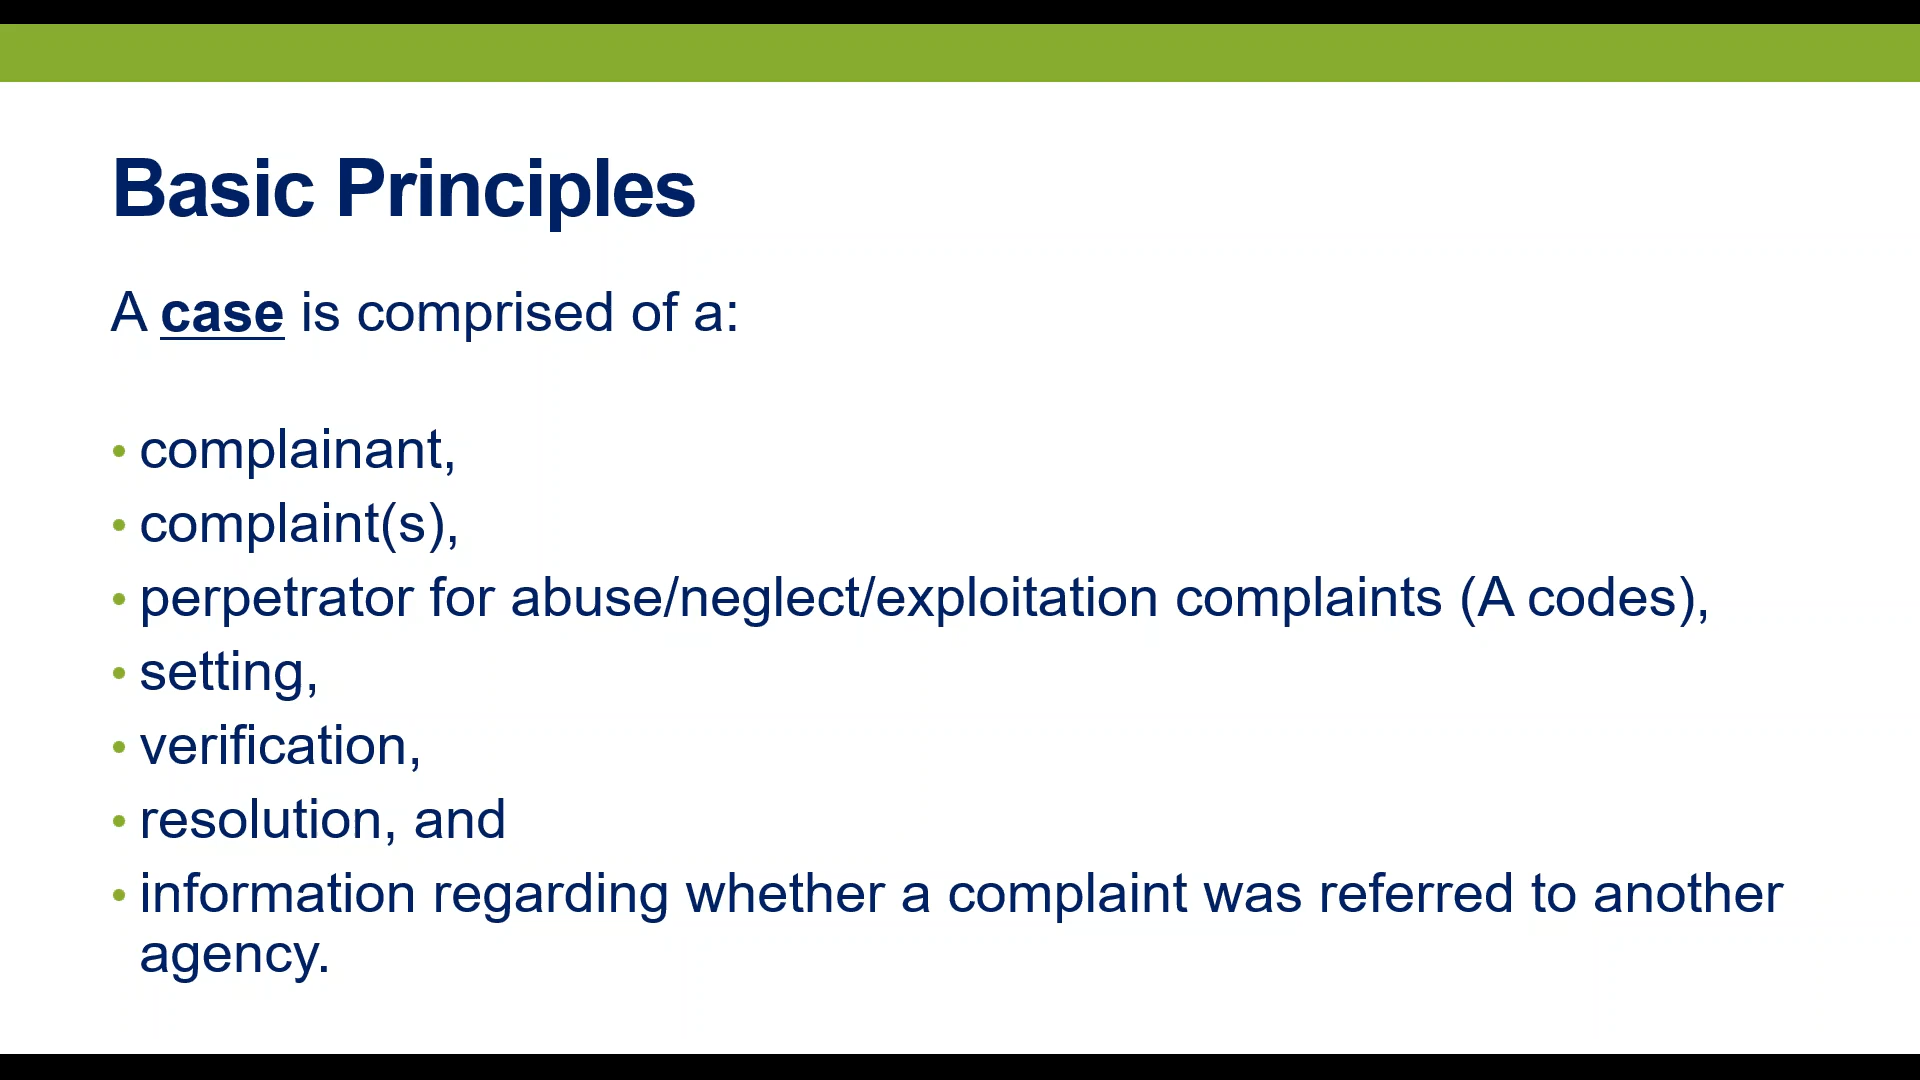 Basic Principles
A case is comprised of a:
• complainant,
• complaint(s),
• perpetrator for abuse/neglect/exploitation complaints (A codes),
• setting,
• verification,
• resolution, and
• information regarding whether a complaint was referred to another
agency.